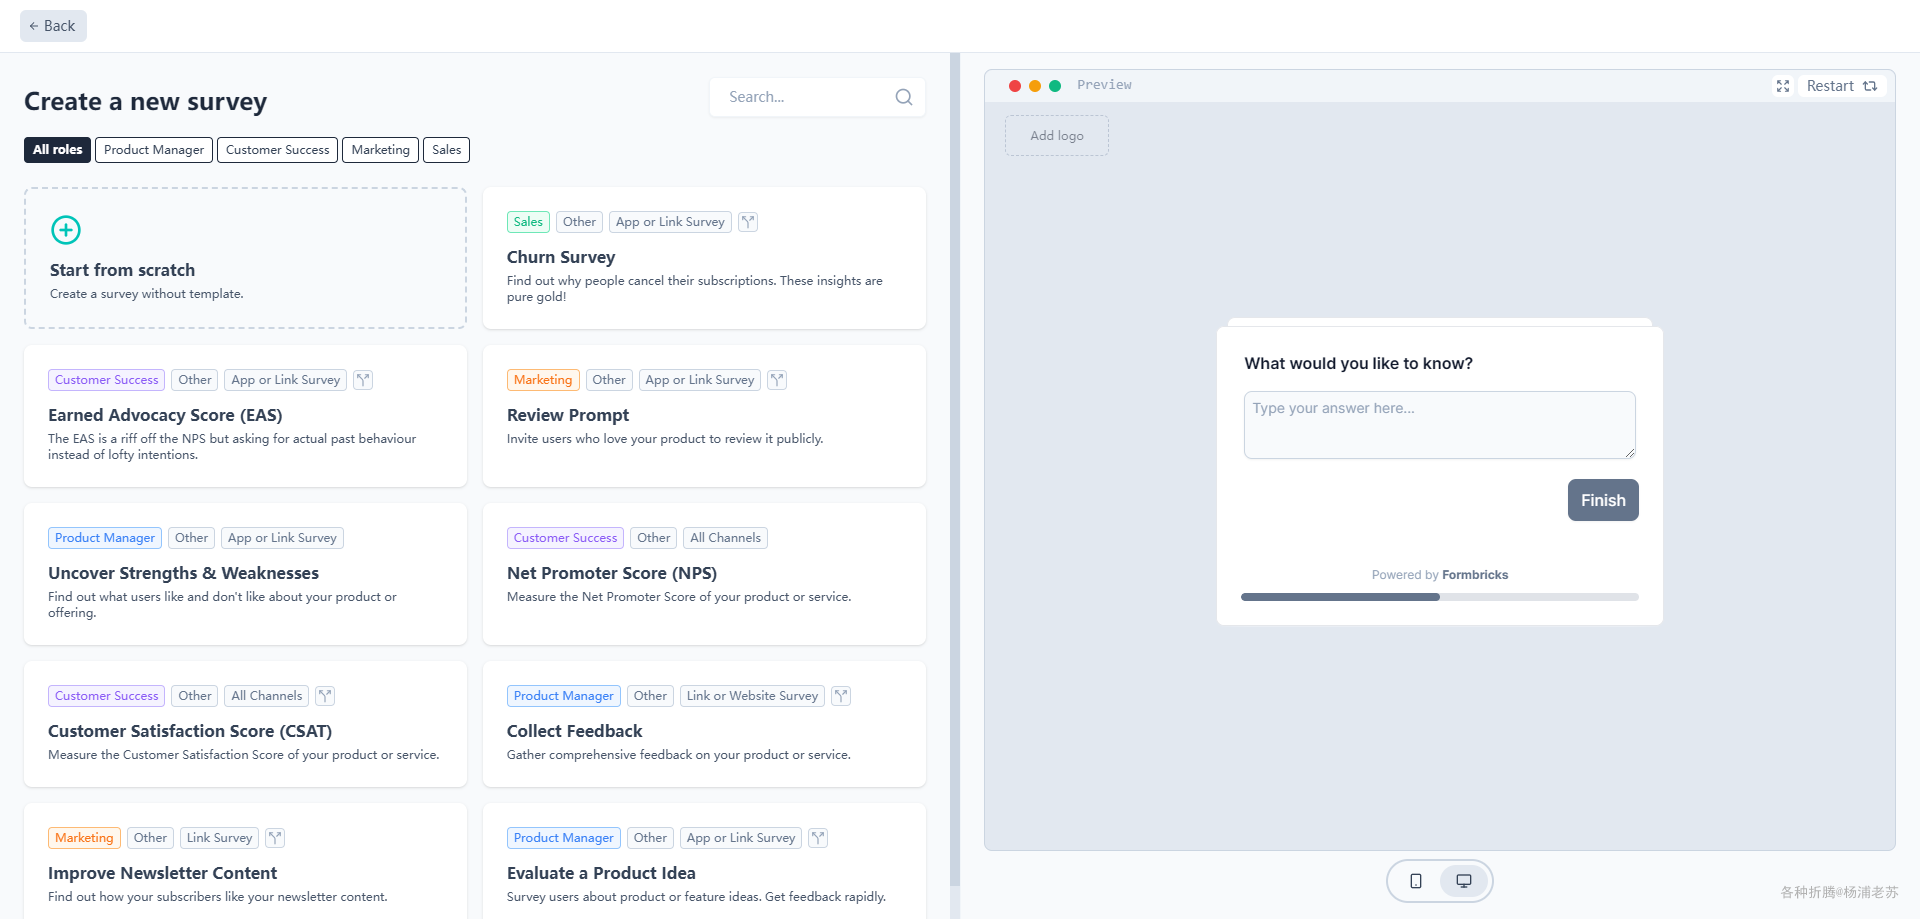 Back
Create a new survey
Search...
All roles
Product Manager
Customer Success
Marketing
Sales
Start from scratch
Create a survey without template.
Sales Other App or Link Survey
Churn Survey
Find out why people cancel their subscriptions. These insights are
pure gold!
Customer Success Other App or Link Survey
Earned Advocacy Score (EAS)
The EAS is a riff off the NPS but asking for actual past behaviour
instead of lofty intentions.
Marketing Other App or Link Survey
Review Prompt
Invite users who love your product to review it publicly.
Product Manager Other App or Link Survey
Uncover Strengths & Weaknesses
Find out what users like and don't like about your product or
offering.
Customer Success Other All Channels
Net Promoter Score (NPS)
Measure the Net Promoter Score of your product or service.
Customer Success Other All Channels
Customer Satisfaction Score (CSAT)
Measure the Customer Satisfaction Score of your product or service.
Product Manager Other Link or Website Survey
Collect Feedback
Gather comprehensive feedback on your product or service.
Marketing Other Link Survey
Improve Newsletter Content
Find out how your subscribers like your newsletter content.
Product Manager Other App or Link Survey
Evaluate a Product Idea
Survey users about product or feature ideas. Get feedback rapidly.
Preview
Restart
Add logo
What would you like to know?
Type your answer here...
Finish
Powered by Formbricks
各种折腾@杨浦老苏